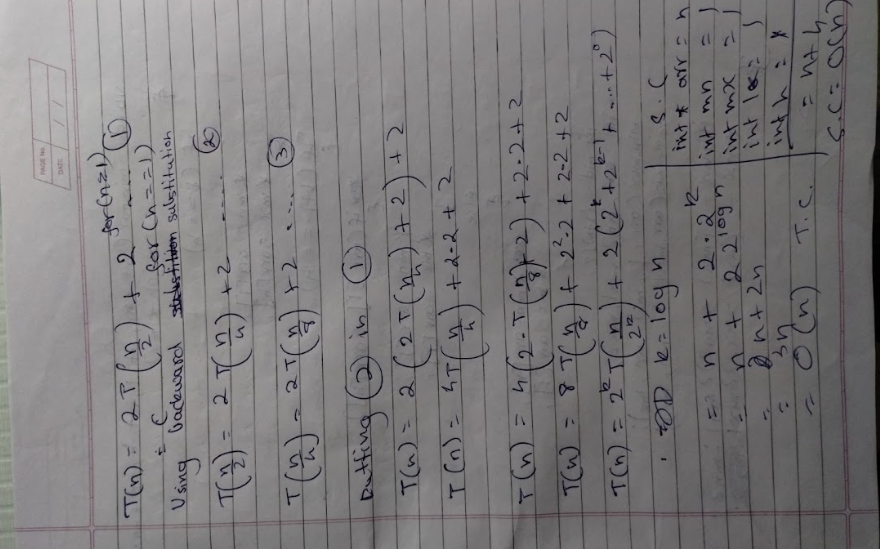 PAGE NO.
DATE / /
T(n) = 2T(n/2) + 2 .... for(n=1) ①
= C for(n==1)
Using backward substitution
T(n/2) = 2T(n/4) + 2 .... ②
T(n/4) = 2T(n/8) + 2 .... ③
Putting ② in ①
T(n) = 2(2T(n/4) + 2) + 2
T(n) = 4T(n/4) + 2·2 + 2
T(n) = 4(2·T(n/8) + 2) + 2·2 + 2
T(n) = 8T(n/8) + 2²·2 + 2·2 + 2
T(n) = 2^k T(n/2^k) + 2(2^k + 2^k-1 + ... + 2^0)
k = log n
= n + 2·2^k
= n + 2 2^log n
= n + 2n
= 3n
= O(n) T.C.
S.C
int* arr = n
int mn = 1
int mx = 1
int = 1
int h = 1
= n + 4
S.C = O(n)